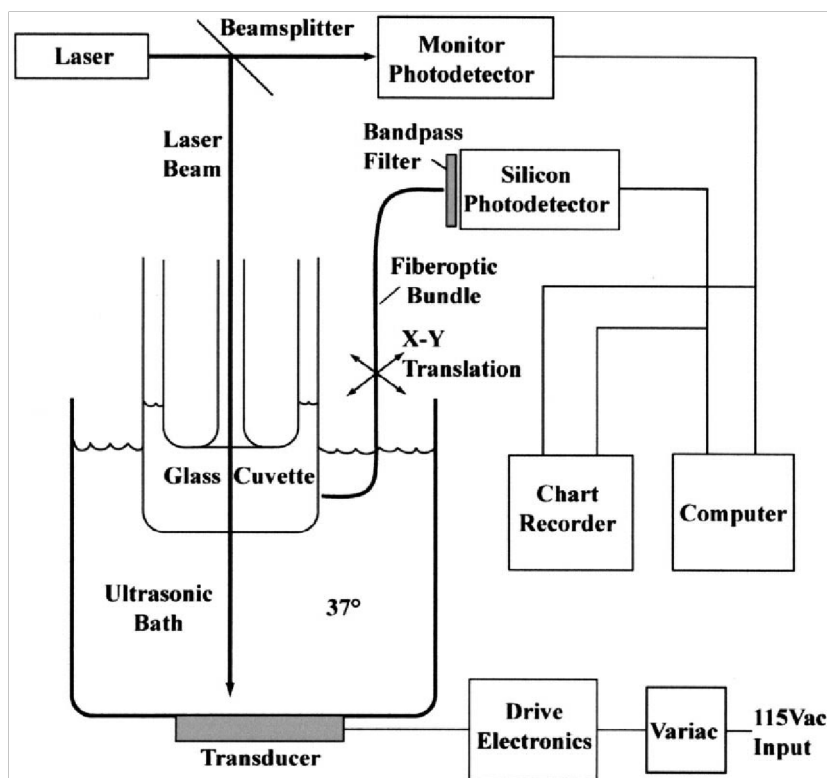 Beamsplitter
Laser
Monitor
Photodetector
Laser
Beam
Bandpass
Filter
Silicon
Photodetector
Fiberoptic
Bundle
X-Y
Translation
Glass Cuvette
Chart
Recorder
Computer
Ultrasonic
Bath
37°
Transducer
Drive
Electronics
Variac
115Vac
Input